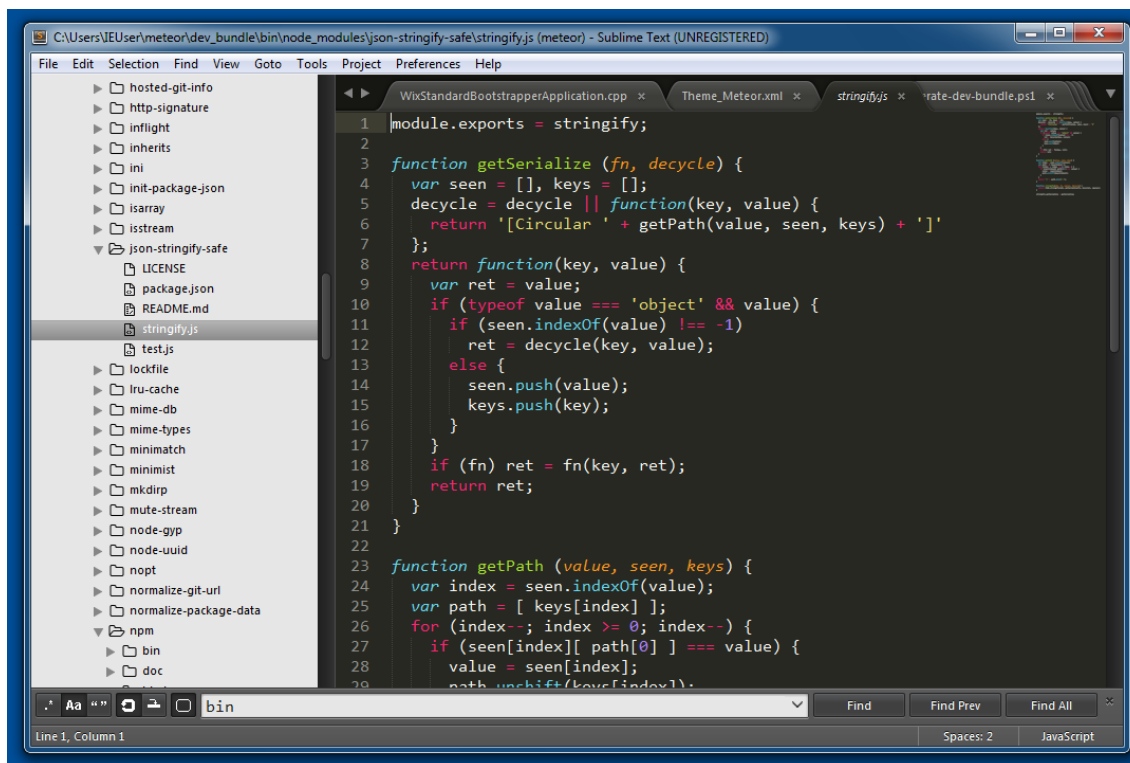 C:\Users\IEUser\meteor\dev_bundle\bin\node_modules\json-stringify-safe\stringify.js (meteor) - Sublime Text (UNREGISTERED)
File Edit Selection Find View Goto Tools Project Preferences Help
hosted-git-info
http-signature
inflight
inherits
ini
init-package-json
isarray
isstream
json-stringify-safe
LICENSE
package.json
README.md
stringify.js
test.js
lockfile
lru-cache
mime-db
mime-types
minimatch
minimist
mkdirp
mute-stream
node-gyp
node-uuid
nopt
normalize-git-url
normalize-package-data
npm
bin
doc
WixStandardBootstrapperApplication.cpp × Theme_Meteor.xml × stringify.js × rate-dev-bundle.ps1 ×
1 module.exports = stringify;
2
3 function getSerialize (fn, decycle) {
4   var seen = [], keys = [];
5   decycle = decycle || function(key, value) {
6     return '[Circular ' + getPath(value, seen, keys) + ']'
7   };
8   return function(key, value) {
9     var ret = value;
10     if (typeof value === 'object' && value) {
11       if (seen.indexOf(value) !== -1)
12         ret = decycle(key, value);
13       else {
14         seen.push(value);
15         keys.push(key);
16       }
17     }
18     if (fn) ret = fn(key, ret);
19     return ret;
20   }
21 }
22
23 function getPath (value, seen, keys) {
24   var index = seen.indexOf(value);
25   var path = [ keys[index] ];
26   for (index--; index >= 0; index--) {
27     if (seen[index][ path[0] ] === value) {
28       value = seen[index];
29       path.unshift(keys[index]);
.* Aa “” bin Find Find Prev Find All ×
Line 1, Column 1 Spaces: 2 JavaScript